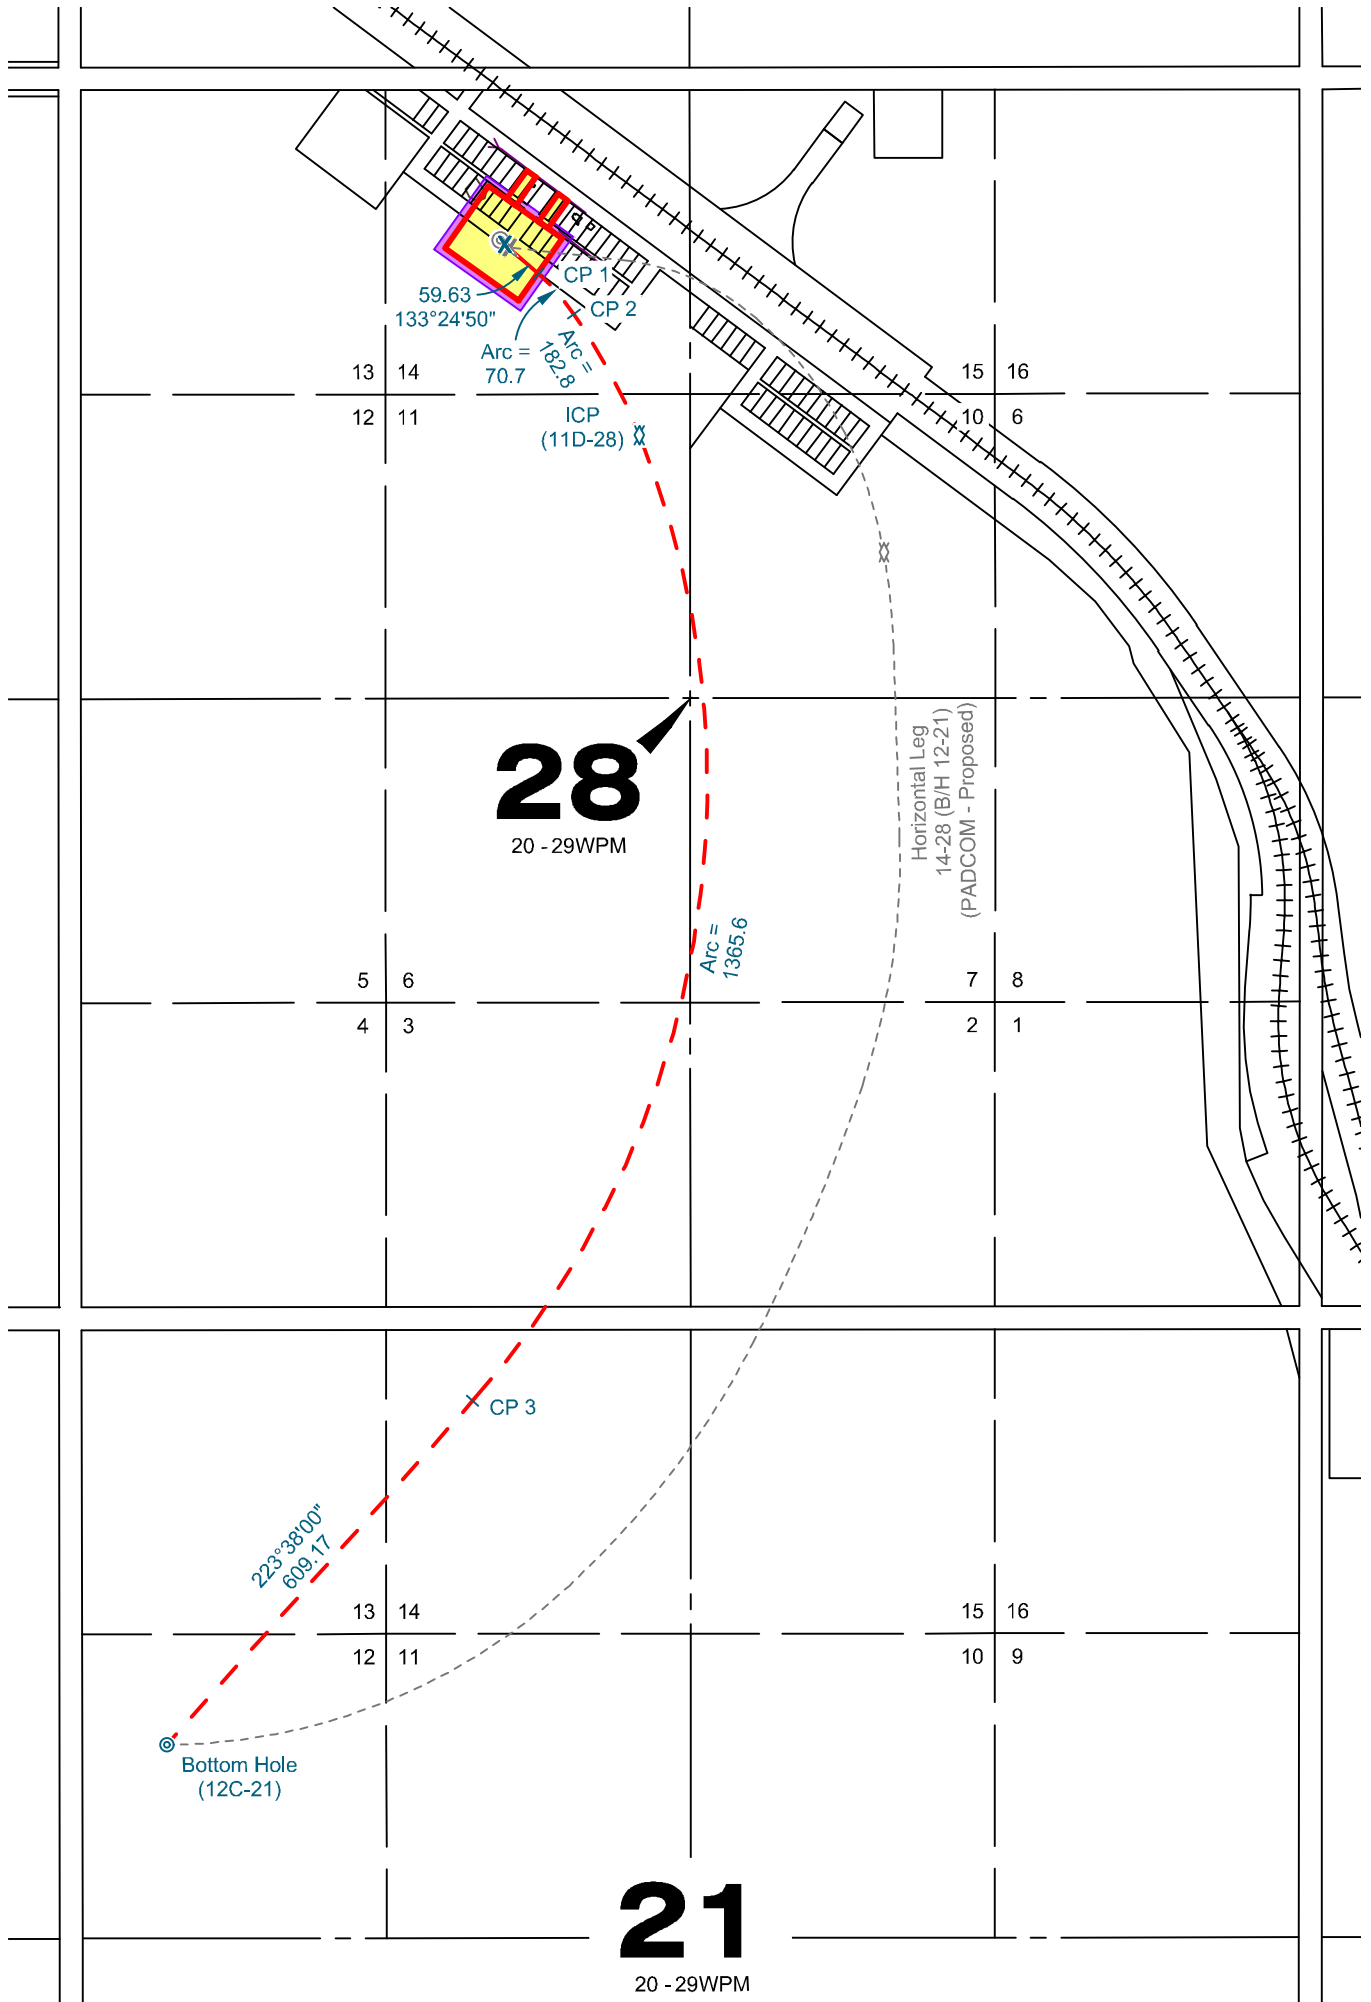 CP 1
59.63
133°24'50"
CP 2
Arc =
70.7
Arc =
182.8
13 14
12 11
15 16
10 6
ICP
(11D-28)
28
20 - 29WPM
Horizontal Leg
14-28 (B/H 12-21)
(PADCOM - Proposed)
Arc =
1365.6
5 6
4 3
7 8
2 1
CP 3
223°38'00"
609.17
13 14
12 11
15 16
10 9
Bottom Hole
(12C-21)
21
20 - 29WPM